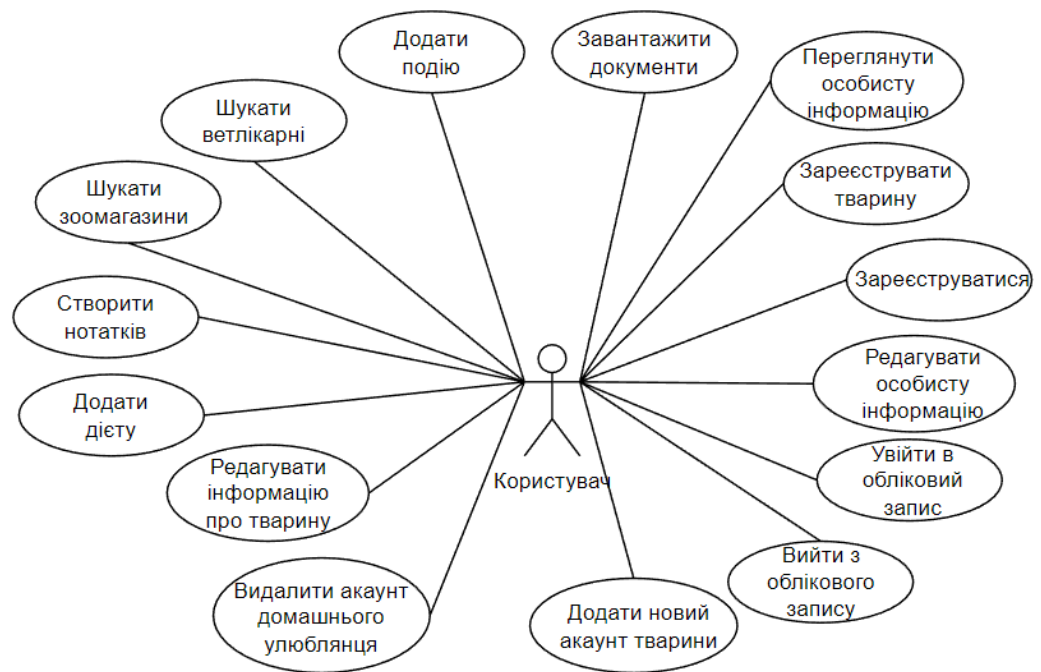 Додати
подію
Завантажити
документи
Переглянути
особисту
інформацію
Шукати
ветлікарні
Зареєструвати
тварину
Шукати
зоомагазини
Зареєструватися
Створити
нотатків
Редагувати
особисту
інформацію
Додати
дієту
Увійти в
обліковий
запис
Редагувати
інформацію
про тварину
Користувач
Вийти з
облікового
запису
Видалити акаунт
домашнього
улюблянця
Додати новий
акаунт тварини